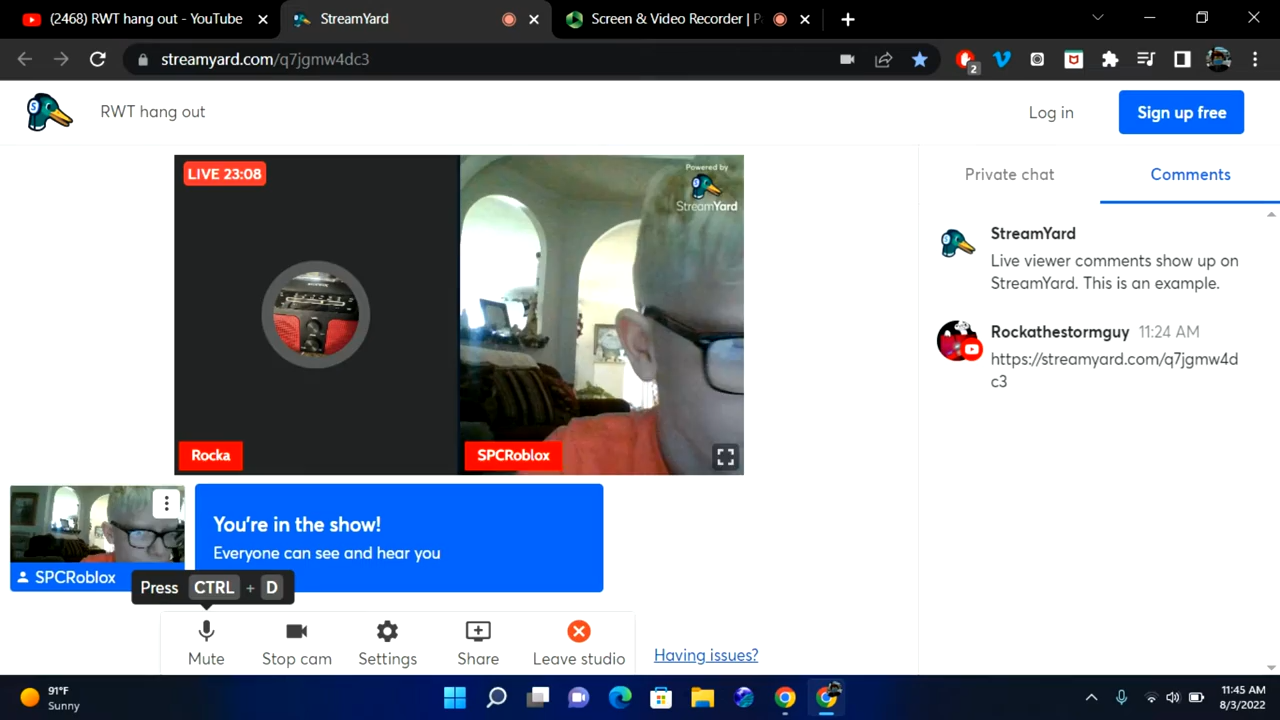 (2468) RWT hang out - YouTube
StreamYard
Screen & Video Recorder | P
streamyard.com/q7jgmw4dc3
2
RWT hang out
Log in
Sign up free
LIVE 23:08
Powered by
StreamYard
Rocka
SPCRoblox
Private chat
Comments
StreamYard
Live viewer comments show up on
StreamYard. This is an example.
Rockathestormguy 11:24 AM
https://streamyard.com/q7jgmw4d
c3
SPCRoblox
You're in the show!
Everyone can see and hear you
Press CTRL + D
Mute
Stop cam
Settings
Share
Leave studio
Having issues?
91°F
Sunny
11:45 AM
8/3/2022